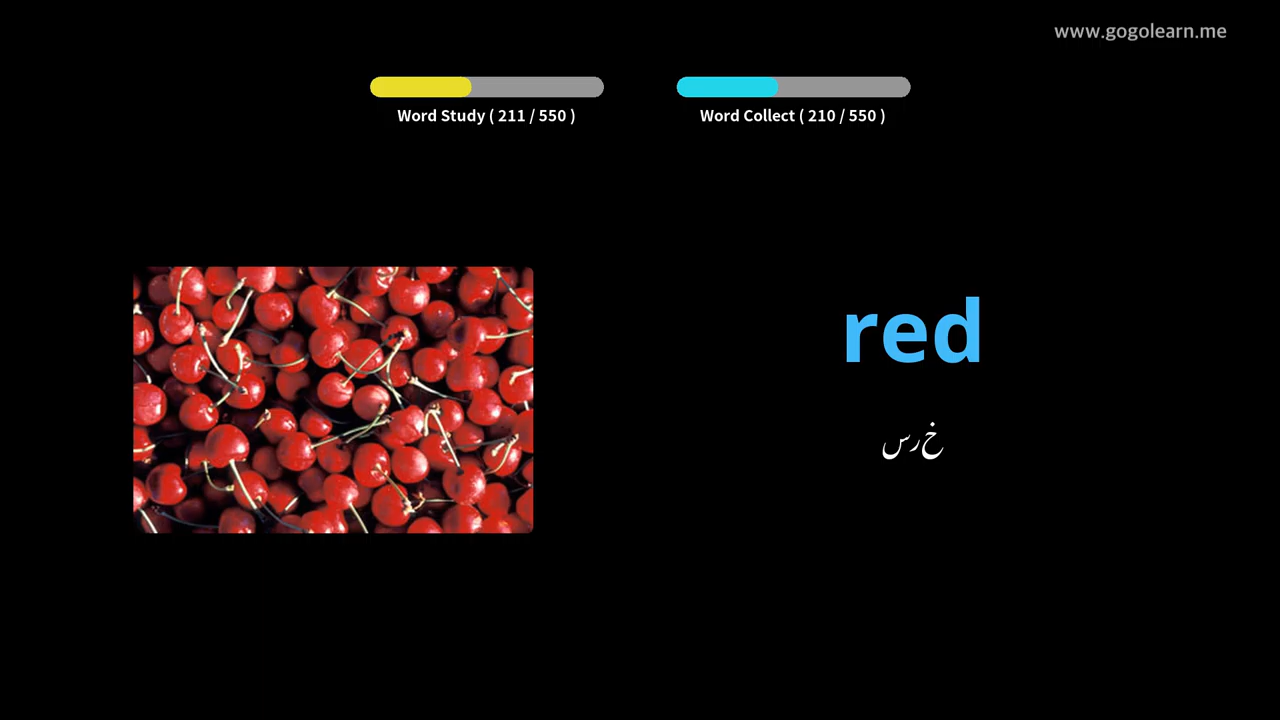 www.gogolearn.me
Word Study ( 211 / 550 )
Word Collect ( 210 / 550 )
red
خ رس